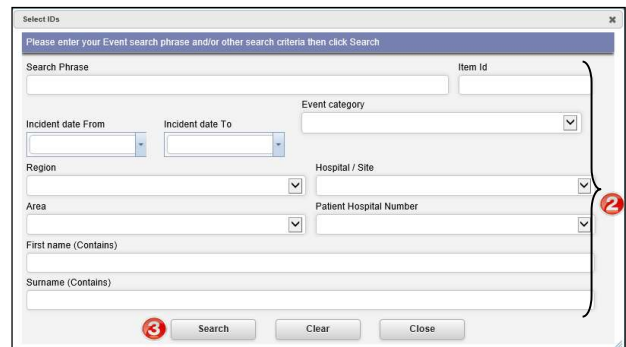 Select IDs
Please enter your Event search phrase and/or other search criteria then click Search
Search Phrase Item Id
Event category
Incident date From Incident date To
Region Hospital / Site
Area Patient Hospital Number
First name (Contains)
Surname (Contains)
2
3 Search Clear Close